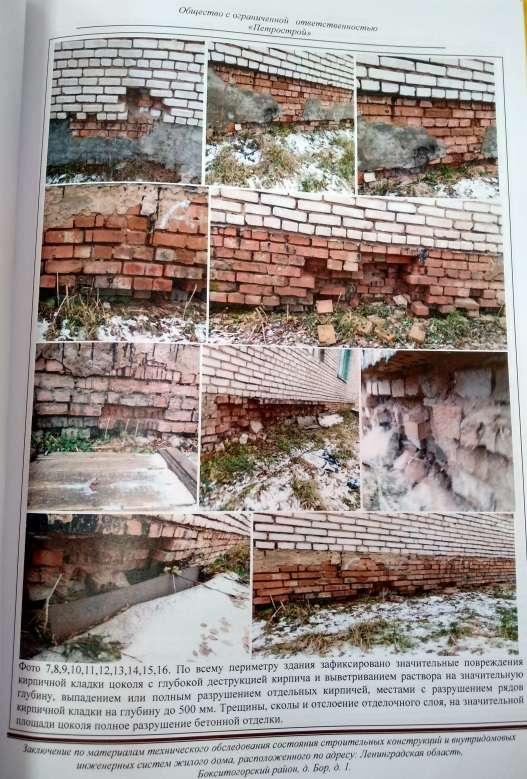 Общество с ограниченной ответственностью
«Петрострой»
Фото 7,8,9,10,11,12,13,14,15,16. По всему периметру здания зафиксировано значительные повреждения
кирпичной кладки цоколя с глубокой деструкцией кирпича и выветриванием раствора на значительную
глубину, выпадением или полным разрушением отдельных кирпичей, местами с разрушением рядов
кирпичной кладки на глубину до 500 мм. Трещины, сколы и отслоение отделочного слоя, на значительной
площади цоколя полное разрушение бетонной отделки.
Заключение по материалам технического обследования состояния строительных конструкций и внутридомовых
инженерных систем жилого дома, расположенного по адресу: Ленинградская область,
Бокситогорский район, д. Бор, д. 1.